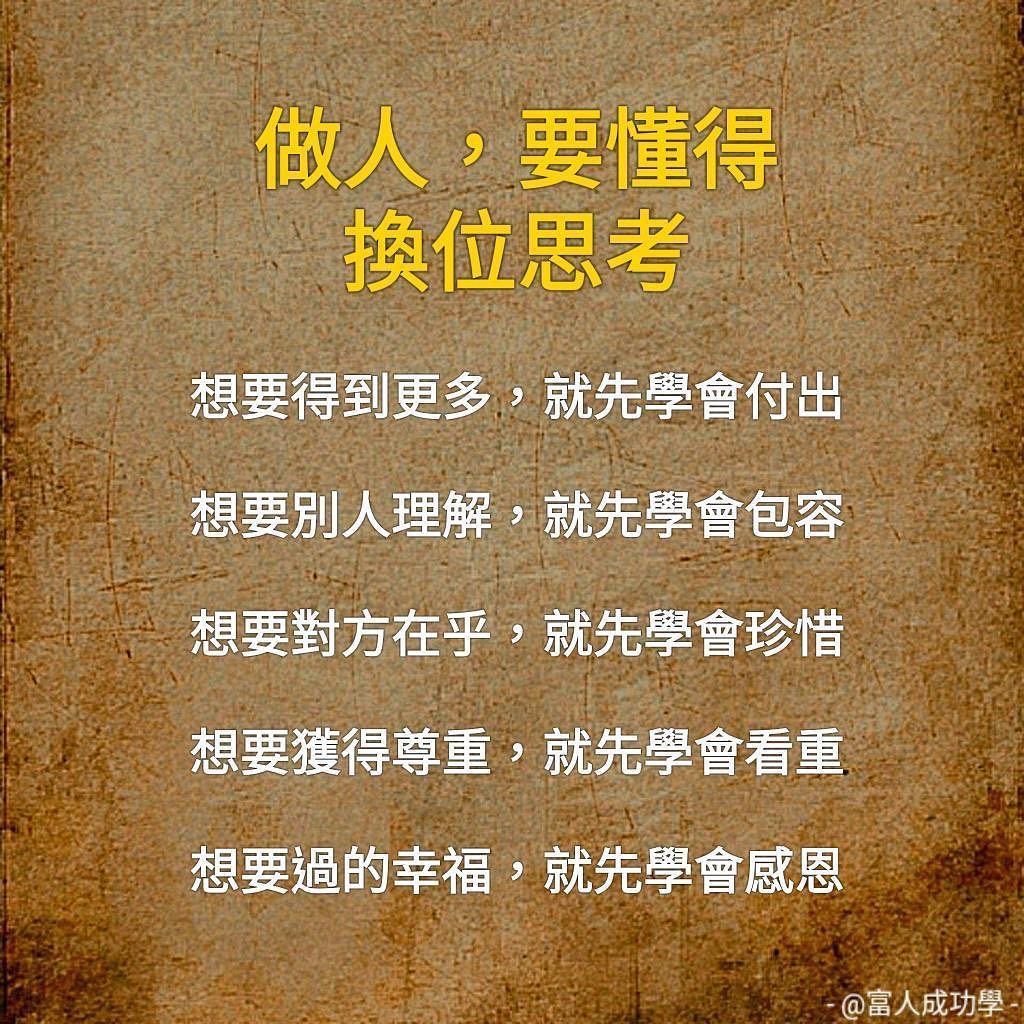 做人，要懂得
換位思考
想要得到更多，就先學會付出
想要別人理解，就先學會包容
想要對方在乎，就先學會珍惜
想要獲得尊重，就先學會看重
想要過的幸福，就先學會感恩
- @富人成功學 -